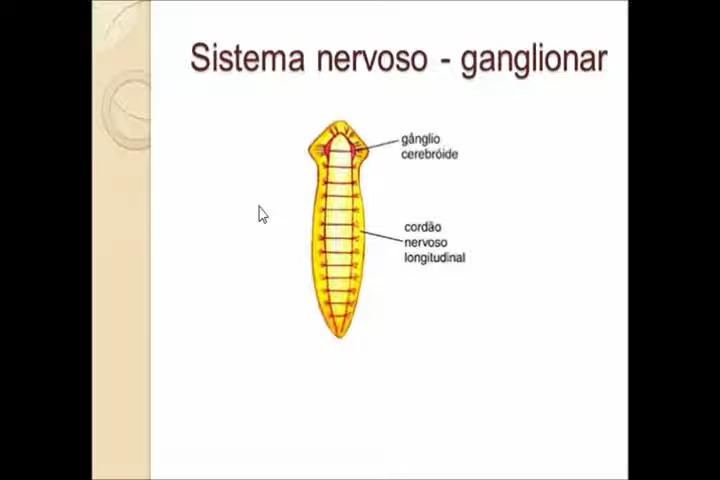 Sistema nervoso - ganglionar
gânglio
cerebróide
cordão
nervoso
longitudinal